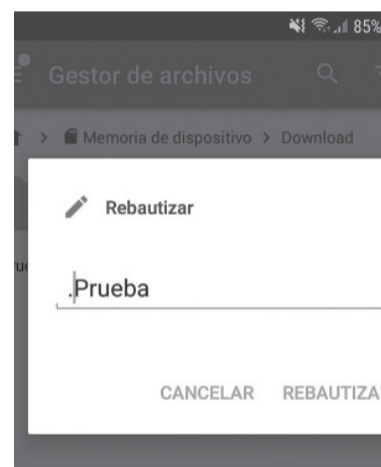 85%
Gestor de archivos
> Memoria de dispositivo > Download
Rebautizar
.Prueba
CANCELAR REBAUTIZA